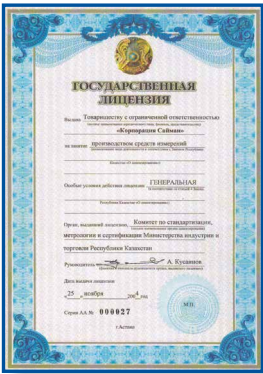 ГОСУДАРСТВЕННАЯ
ЛИЦЕНЗИЯ
Выдана Товариществу с ограниченной ответственностью
«Корпорация Сайман»
на занятие производством средств измерений
Особые условия действия лицензии ГЕНЕРАЛЬНАЯ
Орган, выдавший лицензию, Комитет по стандартизации,
метрологии и сертификации Министерства индустрии и
торговли Республики Казахстан
Руководитель А. Кусаинов
Дата выдачи лицензии
«25» ноября 2004 года
Серия АА № 000027
г.Астана
М.П.